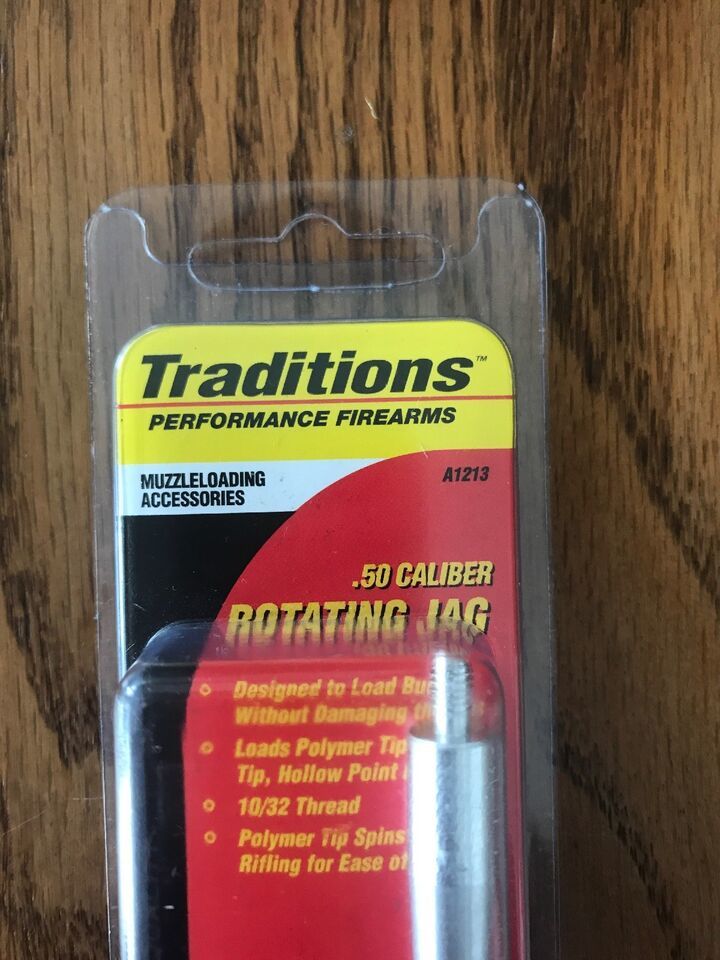 Traditions™
PERFORMANCE FIREARMS
MUZZLELOADING
ACCESSORIES
A1213
.50 CALIBER
ROTATING JAG
Designed to Load
Without Damaging
Loads Polymer Tip
Tip, Hollow Point
10/32 Thread
Polymer Tip Spins
Rifling for Ease of